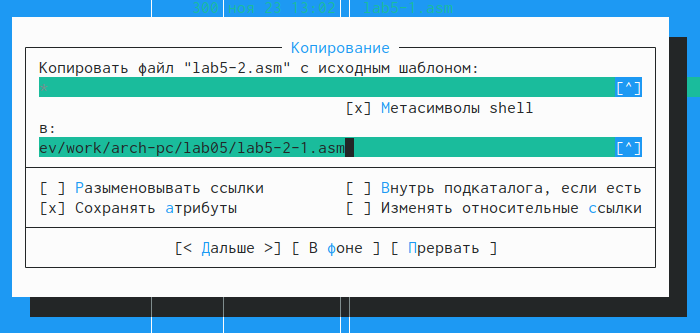 300 ноя 23 13:02 lab5-1.asm
Копирование
Копировать файл "lab5-2.asm" с исходным шаблоном:
* [^]
[x] Метасимволы shell
в:
ev/work/arch-pc/lab05/lab5-2-1.asm [^]
[ ] Разыменовывать ссылки [ ] Внутрь подкаталога, если есть
[x] Сохранять атрибуты [ ] Изменять относительные ссылки
[< Дальше >] [ В фоне ] [ Прервать ]